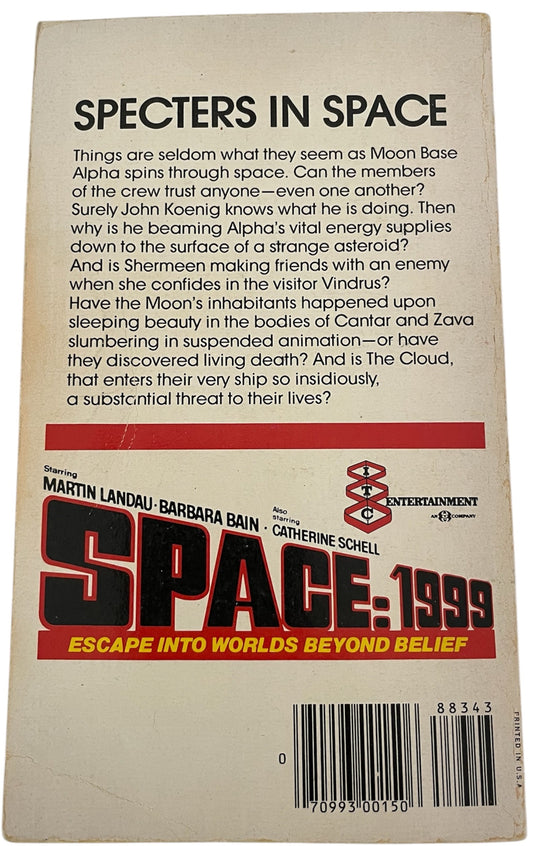 SPECTERS IN SPACE
Things are seldom what they seem as Moon Base
Alpha spins through space. Can the members
of the crew trust anyone—even one another?
Surely John Koenig knows what he is doing. Then
why is he beaming Alpha's vital energy supplies
down to the surface of a strange asteroid?
And is Shermeen making friends with an enemy
when she confides in the visitor Vindrus?
Have the Moon's inhabitants happened upon
sleeping beauty in the bodies of Cantar and Zava
slumbering in suspended animation—or have
they discovered living death? And is The Cloud,
that enters their very ship so insidiously,
a substantial threat to their lives?
Starring
MARTIN LANDAU · BARBARA BAIN ·
Also
starring
CATHERINE SCHELL
ITC
ENTERTAINMENT
AN COMPANY
SPACE: 1999
ESCAPE INTO WORLDS BEYOND BELIEF
88343
0
70993 00150
PRINTED IN U.S.A.